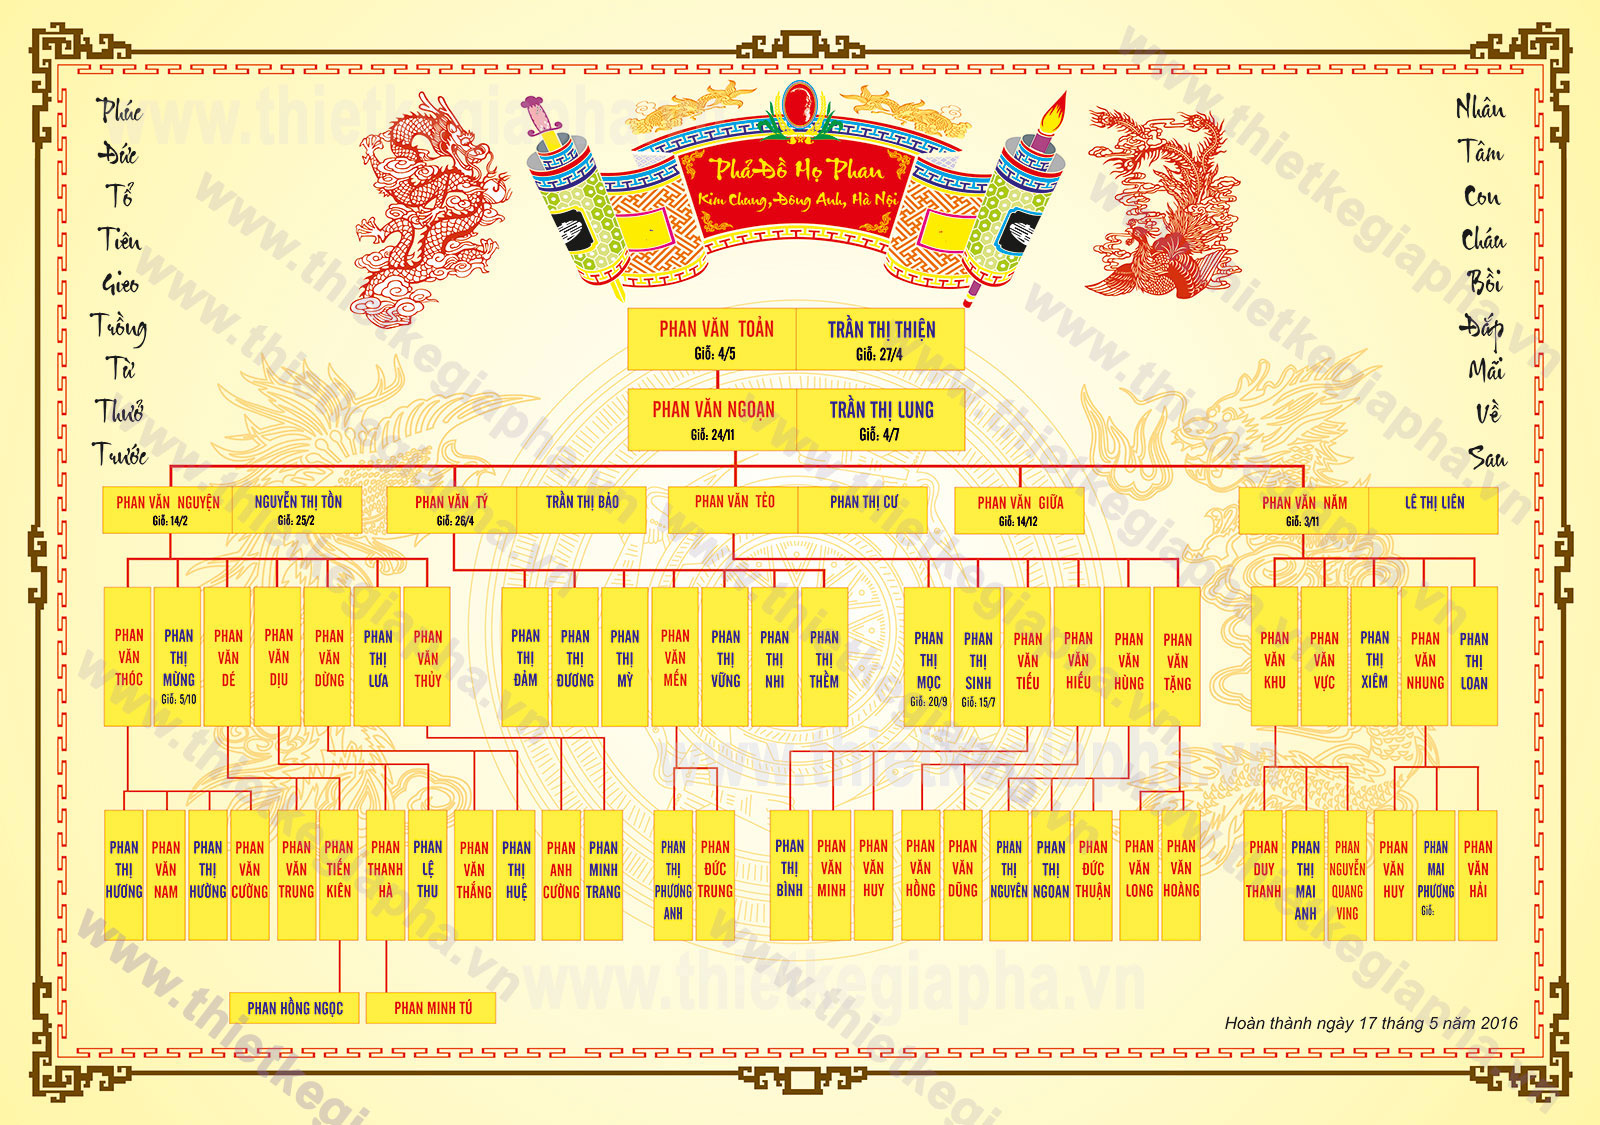 Phả Đồ Họ Phan
Kim Chung, Đông Anh, Hà Nội
Phúc
Đức
Tổ
Tiên
Gieo
Trồng
Từ
Thuở
Trước
Nhân
Tâm
Con
Cháu
Bồi
Đắp
Mãi
Về
Sau
PHAN VĂN TOẢN
Giỗ: 4/5
TRẦN THỊ THIỆN
Giỗ: 27/4
PHAN VĂN NGOẠN
Giỗ: 24/11
TRẦN THỊ LUNG
Giỗ: 4/7
PHAN VĂN NGUYỆN
Giỗ: 14/2
NGUYỄN THỊ TỒN
Giỗ: 25/2
PHAN VĂN TÝ
Giỗ: 26/4
TRẦN THỊ BẢO
PHAN VĂN TẺO
PHAN THỊ CƯ
PHAN VĂN GIỮA
Giỗ: 14/12
PHAN VĂN NĂM
Giỗ: 3/11
LÊ THỊ LIÊN
PHAN
VĂN
THÓC
PHAN
THỊ
MỪNG
Giỗ: 5/10
PHAN
VĂN
DÉ
PHAN
VĂN
DỊU
PHAN
VĂN
DỪNG
PHAN
THỊ
LƯA
PHAN
VĂN
THỦY
PHAN
THỊ
ĐẢM
PHAN
THỊ
ĐƯƠNG
PHAN
THỊ
MỲ
PHAN
VĂN
MẾN
PHAN
THỊ
VỮNG
PHAN
THỊ
NHI
PHAN
THỊ
THỀM
PHAN
THỊ
MỌC
Giỗ: 20/9
PHAN
THỊ
SINH
Giỗ: 15/7
PHAN
VĂN
TIẾU
PHAN
VĂN
HIẾU
PHAN
VĂN
HÙNG
PHAN
VĂN
TẶNG
PHAN
VĂN
KHU
PHAN
VĂN
VỰC
PHAN
THỊ
XIÊM
PHAN
VĂN
NHUNG
PHAN
THỊ
LOAN
PHAN
THỊ
HƯƠNG
PHAN
VĂN
NAM
PHAN
THỊ
HƯỜNG
PHAN
VĂN
CƯỜNG
PHAN
VĂN
TRUNG
PHAN
TIẾN
KIÊN
PHAN
THANH
HÀ
PHAN
LỆ
THU
PHAN
VĂN
THẮNG
PHAN
THỊ
HUỆ
PHAN
ANH
CƯỜNG
PHAN
MINH
TRANG
PHAN
THỊ
PHƯƠNG
ANH
PHAN
ĐỨC
TRUNG
PHAN
THỊ
BÌNH
PHAN
VĂN
MINH
PHAN
VĂN
HUY
PHAN
VĂN
HỒNG
PHAN
VĂN
DŨNG
PHAN
THỊ
NGUYÊN
PHAN
THỊ
NGOAN
PHAN
ĐỨC
THUẬN
PHAN
VĂN
LONG
PHAN
VĂN
HOÀNG
PHAN
DUY
THANH
PHAN
THỊ
MAI
ANH
PHAN
NGUYỄN
QUANG
VING
PHAN
VĂN
HUY
PHAN
MAI
PHƯƠNG
Giỗ:
PHAN
VĂN
HẢI
PHAN HỒNG NGỌC
PHAN MINH TÚ
Hoàn thành ngày 17 tháng 5 năm 2016
www.thietkegiapha.vn